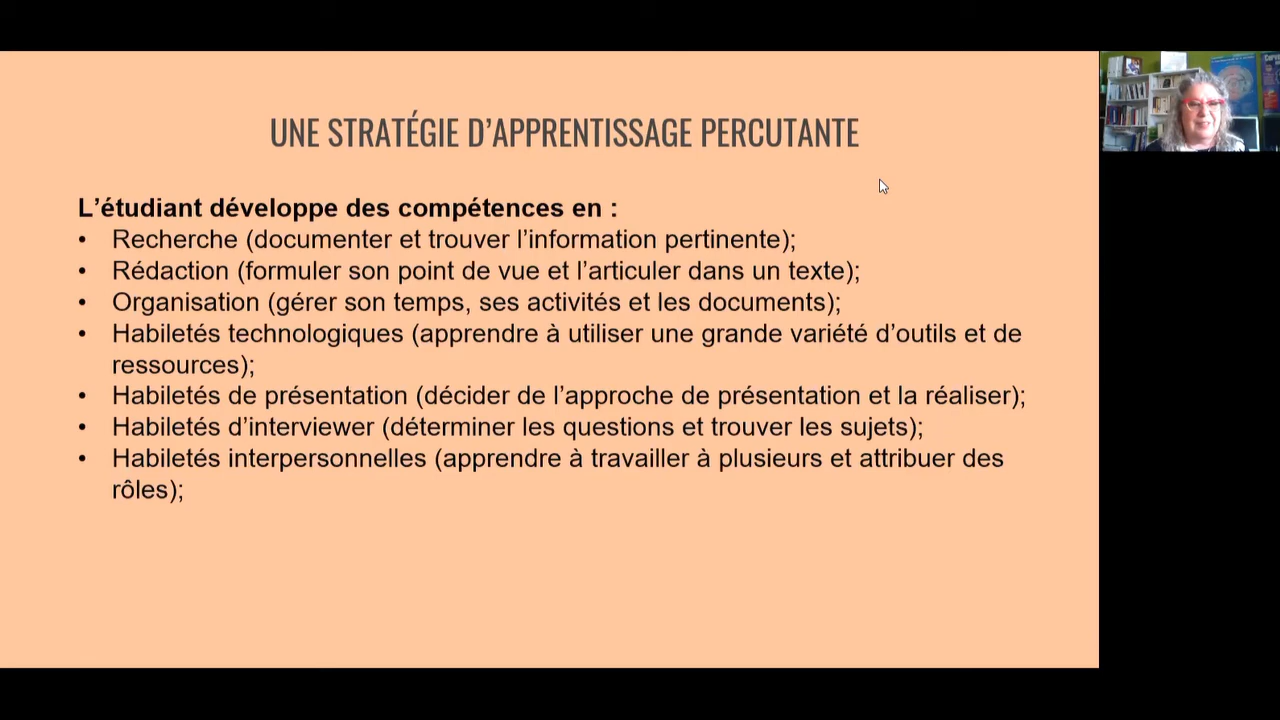 UNE STRATÉGIE D’APPRENTISSAGE PERCUTANTE
L’étudiant développe des compétences en :
• Recherche (documenter et trouver l’information pertinente);
• Rédaction (formuler son point de vue et l’articuler dans un texte);
• Organisation (gérer son temps, ses activités et les documents);
• Habiletés technologiques (apprendre à utiliser une grande variété d’outils et de
ressources);
• Habiletés de présentation (décider de l’approche de présentation et la réaliser);
• Habiletés d’interviewer (déterminer les questions et trouver les sujets);
• Habiletés interpersonnelles (apprendre à travailler à plusieurs et attribuer des
rôles);